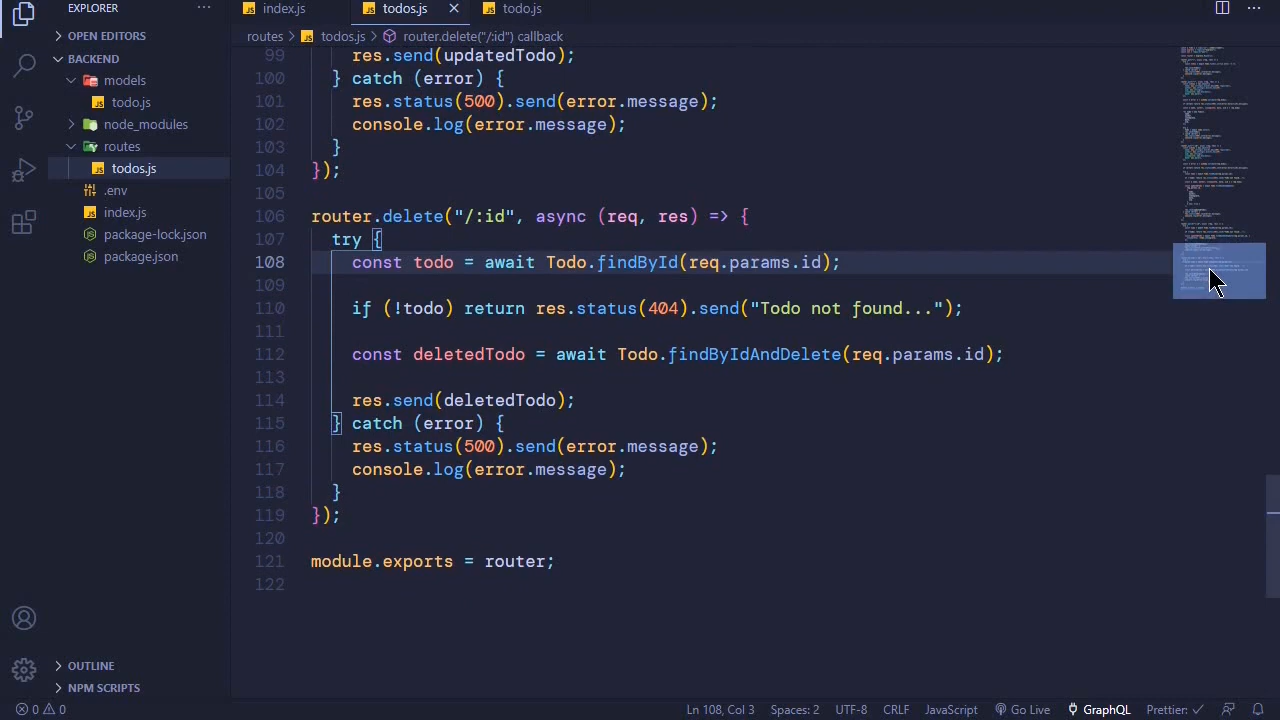 EXPLORER
...
index.js
todos.js
todo.js
...
OPEN EDITORS
BACKEND
models
todo.js
node_modules
routes
todos.js
.env
index.js
package-lock.json
package.json
OUTLINE
NPM SCRIPTS
routes > todos.js > router.delete("/:id") callback
99 res.send(updatedTodo);
100 } catch (error) {
101 res.status(500).send(error.message);
102 console.log(error.message);
103 }
104 });
105
106 router.delete("/:id", async (req, res) => {
107 try {
108 const todo = await Todo.findById(req.params.id);
109
110 if (!todo) return res.status(404).send("Todo not found...");
111
112 const deletedTodo = await Todo.findByIdAndDelete(req.params.id);
113
114 res.send(deletedTodo);
115 } catch (error) {
116 res.status(500).send(error.message);
117 console.log(error.message);
118 }
119 });
120
121 module.exports = router;
122
0 0 Ln 108, Col 3 Spaces: 2 UTF-8 CRLF JavaScript Go Live GraphQL Prettier: ✓